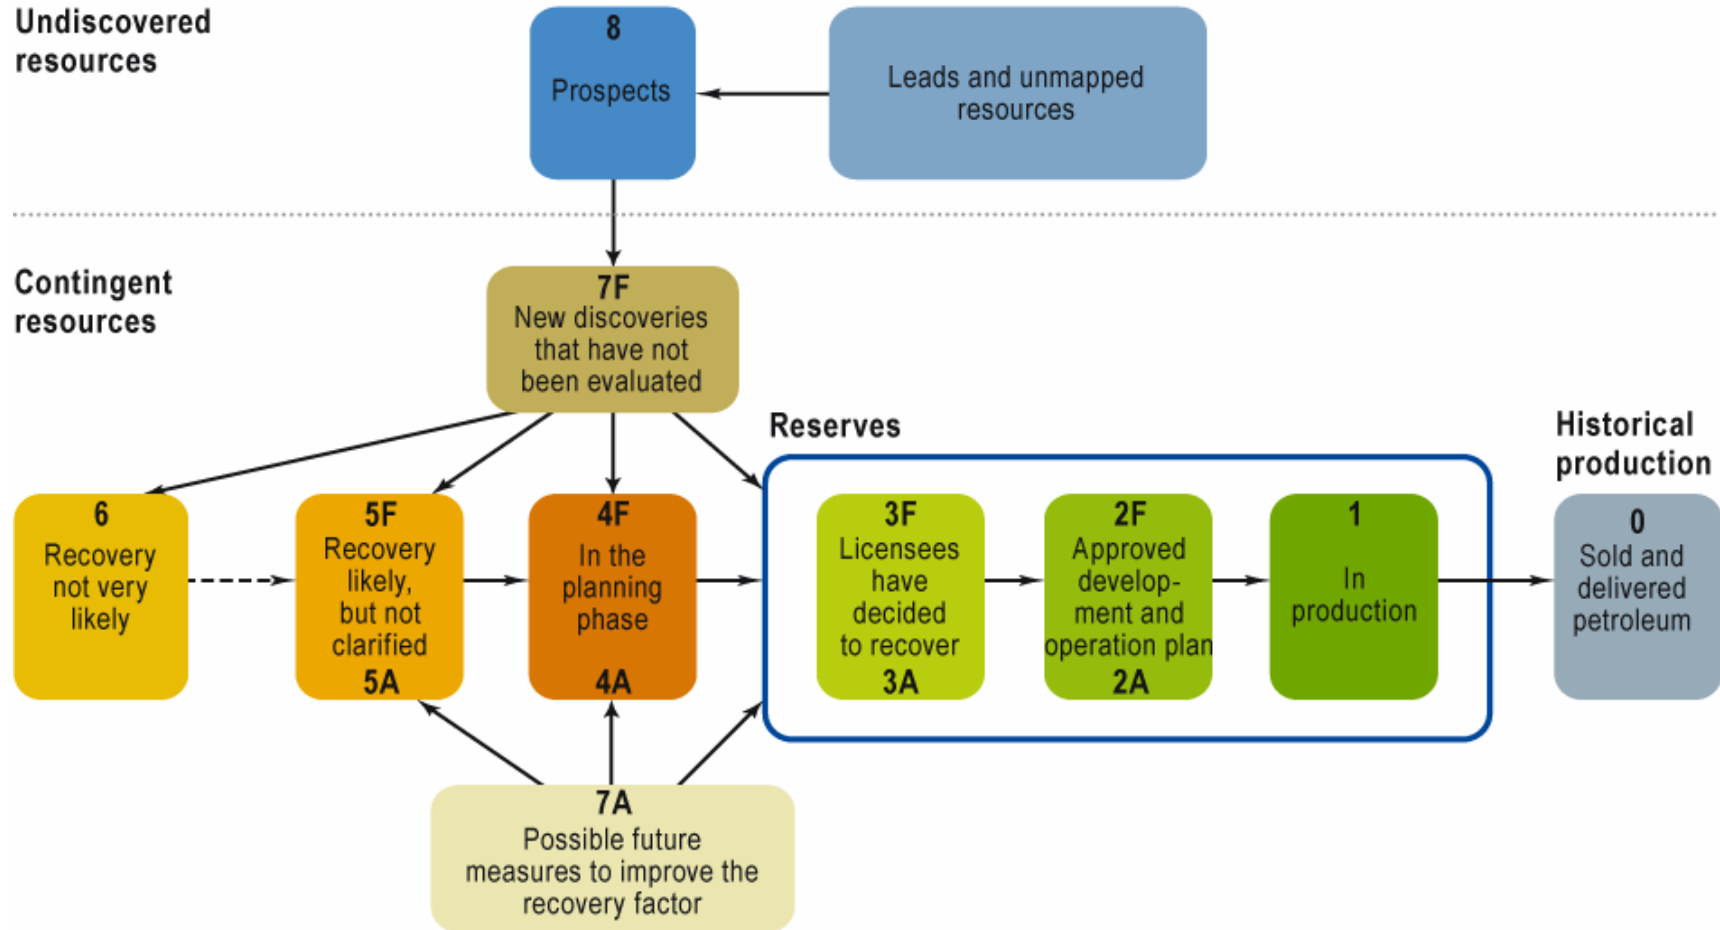 Undiscovered
resources
8
Prospects
Leads and unmapped
resources
Contingent
resources
7F
New discoveries
that have not
been evaluated
Reserves
Historical
production
6
Recovery
not very
likely
5F
Recovery
likely,
but not
clarified
5A
4F
In the
planning
phase
4A
3F
Licensees
have
decided
to recover
3A
2F
Approved
develop-
ment and
operation plan
2A
1
In
production
0
Sold and
delivered
petroleum
7A
Possible future
measures to improve the
recovery factor